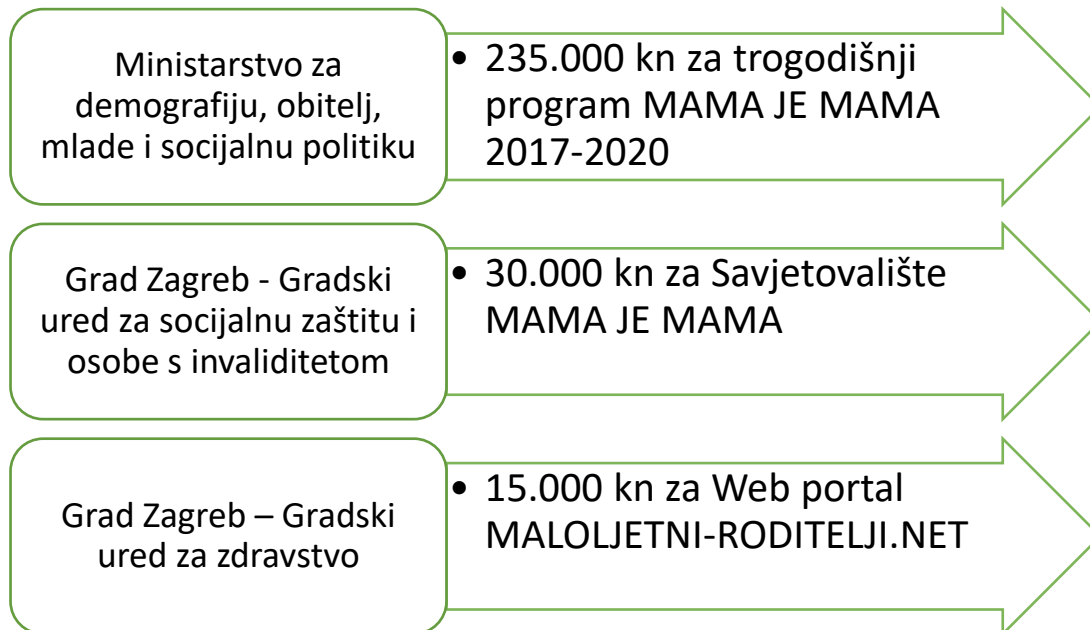 Ministarstvo za
demografiju, obitelj,
mlade i socijalnu politiku
• 235.000 kn za trogodišnji
program MAMA JE MAMA
2017-2020
Grad Zagreb - Gradski
ured za socijalnu zaštitu i
osobe s invaliditetom
• 30.000 kn za Savjetovalište
MAMA JE MAMA
Grad Zagreb – Gradski
ured za zdravstvo
• 15.000 kn za Web portal
MALOLJETNI-RODITELJI.NET